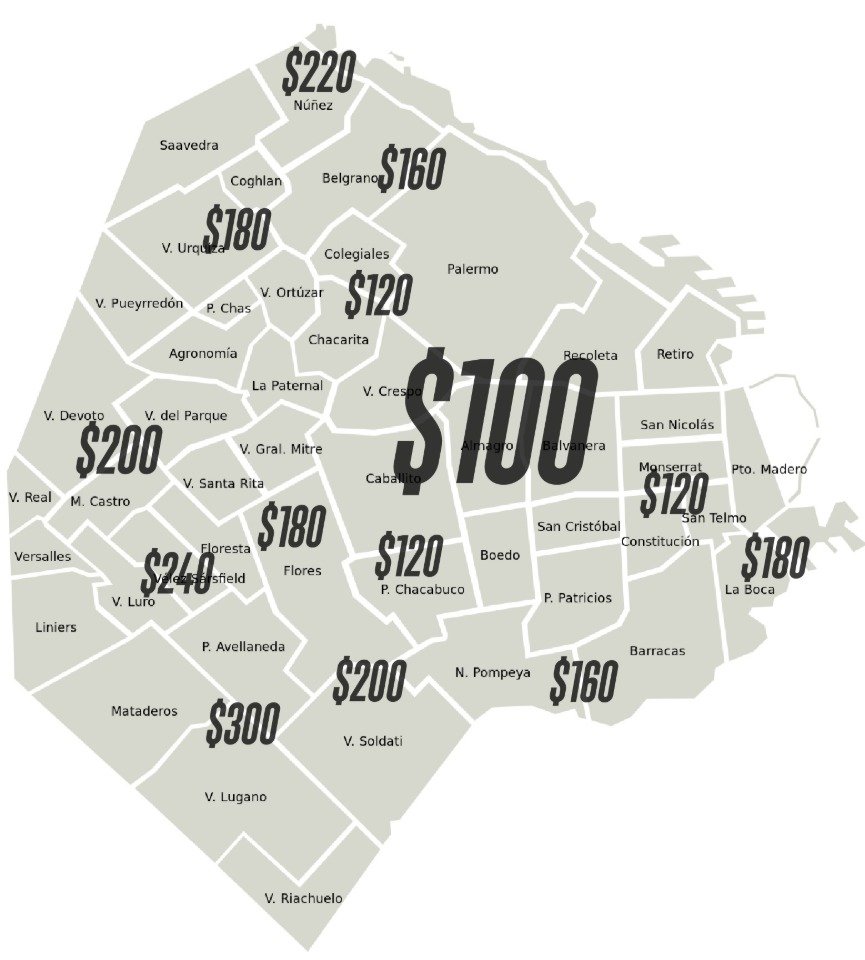 $220
Núñez
Saavedra
Coghlan
Belgrano
$160
$180
V. Urquiza
Colegiales
Palermo
V. Pueyrredón
P. Chas
V. Ortúzar
$120
Agronomía
Chacarita
Recoleta
Retiro
La Paternal
V. Crespo
$100
V. Devoto
V. del Parque
San Nicolás
$200
V. Gral. Mitre
Almagro
Balvanera
V. Real
M. Castro
V. Santa Rita
Caballito
Monserrat
Pto. Madero
$120
San Telmo
$180
San Cristóbal
Constitución
Versalles
Floresta
$240
Vélez Sarsfield
Flores
$120
Boedo
$180
P. Chacabuco
La Boca
V. Luro
P. Patricios
Liniers
P. Avellaneda
Barracas
$200
N. Pompeya
$160
Mataderos
$300
V. Soldati
V. Lugano
V. Riachuelo